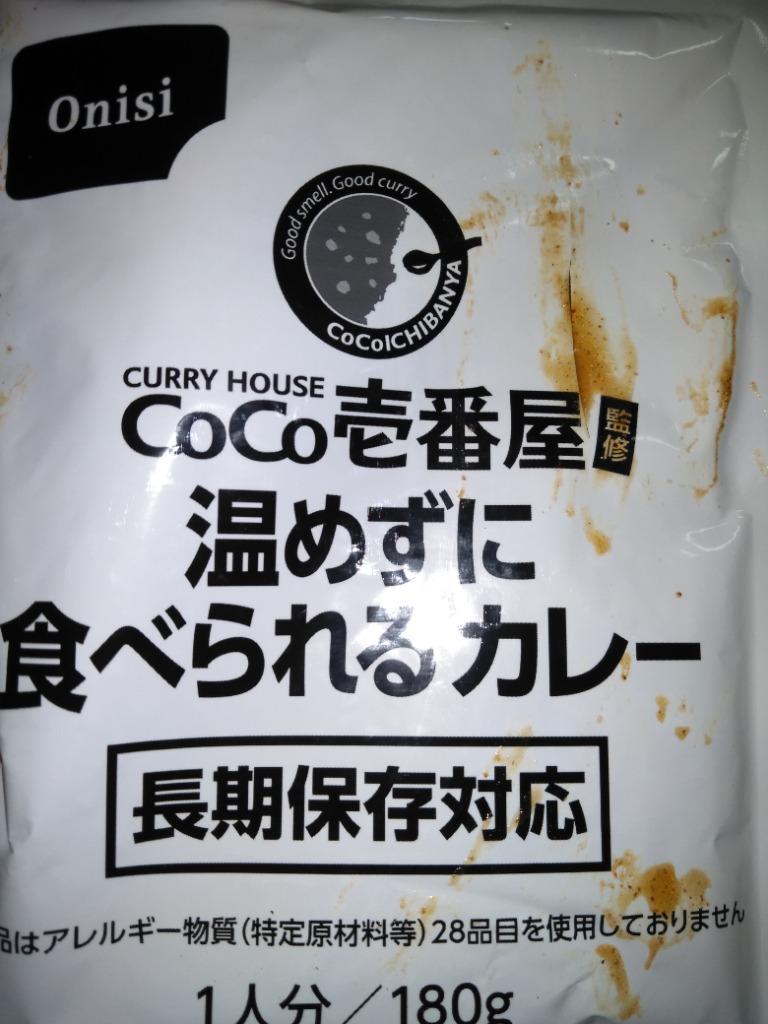 Onisi
Good smell. Good curry
CoCoICHIBANYA
CURRY HOUSE
CoCo壱番屋 監修
温めずに
食べられるカレー
長期保存対応
品はアレルギー物質(特定原材料等)28品目を使用しておりません
1人分/180g